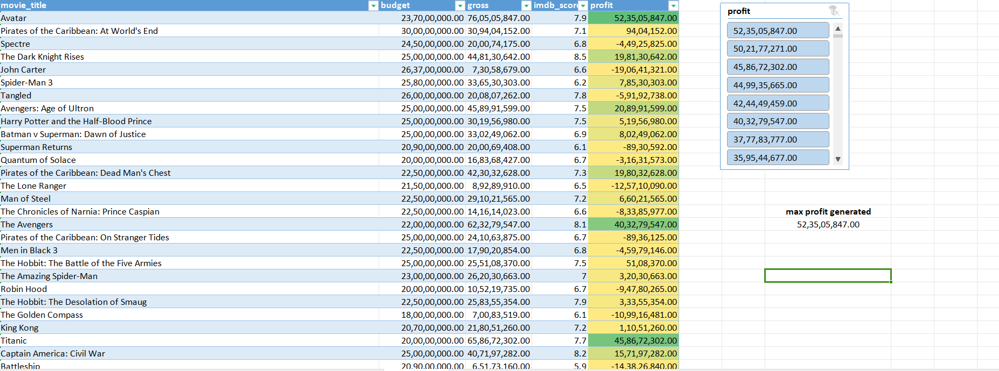 movie_title budget gross imdb_score profit
Avatar 23,70,00,000.00 76,05,05,847.00 7.9 52,35,05,847.00
Pirates of the Caribbean: At World's End 30,00,00,000.00 30,94,04,152.00 7.1 94,04,152.00
Spectre 24,50,00,000.00 20,00,74,175.00 6.8 -4,49,25,825.00
The Dark Knight Rises 25,00,00,000.00 44,81,30,642.00 8.5 19,81,30,642.00
John Carter 26,37,00,000.00 7,30,58,679.00 6.6 -19,06,41,321.00
Spider-Man 3 25,80,00,000.00 33,65,30,303.00 6.2 7,85,30,303.00
Tangled 26,00,00,000.00 20,08,07,262.00 7.8 -5,91,92,738.00
Avengers: Age of Ultron 25,00,00,000.00 45,89,91,599.00 7.5 20,89,91,599.00
Harry Potter and the Half-Blood Prince 25,00,00,000.00 30,19,56,980.00 7.5 5,19,56,980.00
Batman v Superman: Dawn of Justice 25,00,00,000.00 33,02,49,062.00 6.9 8,02,49,062.00
Superman Returns 20,90,00,000.00 20,00,69,408.00 6.1 -89,30,592.00
Quantum of Solace 20,00,00,000.00 16,83,68,427.00 6.7 -3,16,31,573.00
Pirates of the Caribbean: Dead Man's Chest 22,50,00,000.00 42,30,32,628.00 7.3 19,80,32,628.00
The Lone Ranger 21,50,00,000.00 8,92,89,910.00 6.5 -12,57,10,090.00
Man of Steel 22,50,00,000.00 29,10,21,565.00 7.2 6,60,21,565.00
The Chronicles of Narnia: Prince Caspian 22,50,00,000.00 14,16,14,023.00 6.6 -8,33,85,977.00
The Avengers 22,00,00,000.00 62,32,79,547.00 8.1 40,32,79,547.00
Pirates of the Caribbean: On Stranger Tides 25,00,00,000.00 24,10,63,875.00 6.7 -89,36,125.00
Men in Black 3 22,50,00,000.00 17,90,20,854.00 6.8 -4,59,79,146.00
The Hobbit: The Battle of the Five Armies 25,00,00,000.00 25,51,08,370.00 7.5 51,08,370.00
The Amazing Spider-Man 23,00,00,000.00 26,20,30,663.00 7 3,20,30,663.00
Robin Hood 20,00,00,000.00 10,52,19,735.00 6.7 -9,47,80,265.00
The Hobbit: The Desolation of Smaug 22,50,00,000.00 25,83,55,354.00 7.9 3,33,55,354.00
The Golden Compass 18,00,00,000.00 7,00,83,519.00 6.1 -10,99,16,481.00
King Kong 20,70,00,000.00 21,80,51,260.00 7.2 1,10,51,260.00
Titanic 20,00,00,000.00 65,86,72,302.00 7.7 45,86,72,302.00
Captain America: Civil War 25,00,00,000.00 40,71,97,282.00 8.2 15,71,97,282.00
Battleship 20,90,00,000.00 6,51,73,160.00 5.9 -14,38,26,840.00
profit
52,35,05,847.00
50,21,77,271.00
45,86,72,302.00
44,99,35,665.00
42,44,49,459.00
40,32,79,547.00
37,77,83,777.00
35,95,44,677.00
max profit generated
52,35,05,847.00